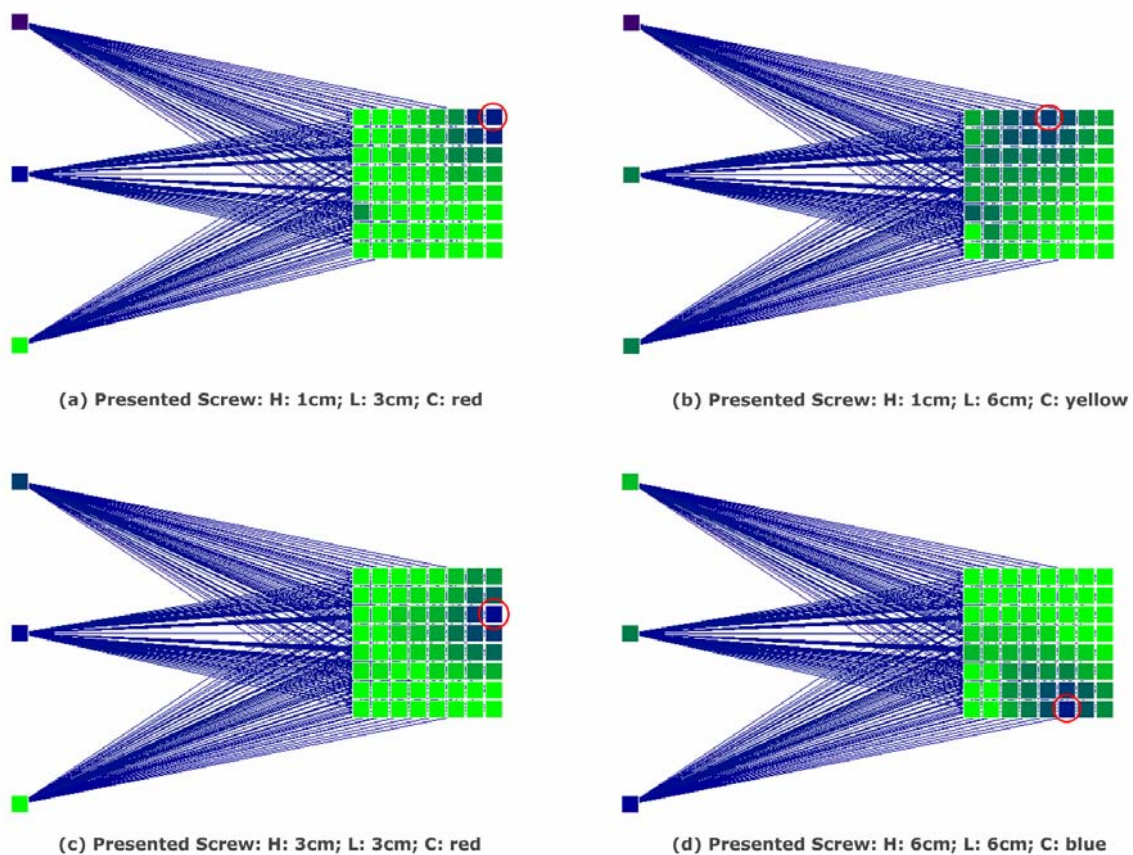 (a) Presented Screw: H: 1cm; L: 3cm; C: red
(b) Presented Screw: H: 1cm; L: 6cm; C: yellow
(c) Presented Screw: H: 3cm; L: 3cm; C: red
(d) Presented Screw: H: 6cm; L: 6cm; C: blue